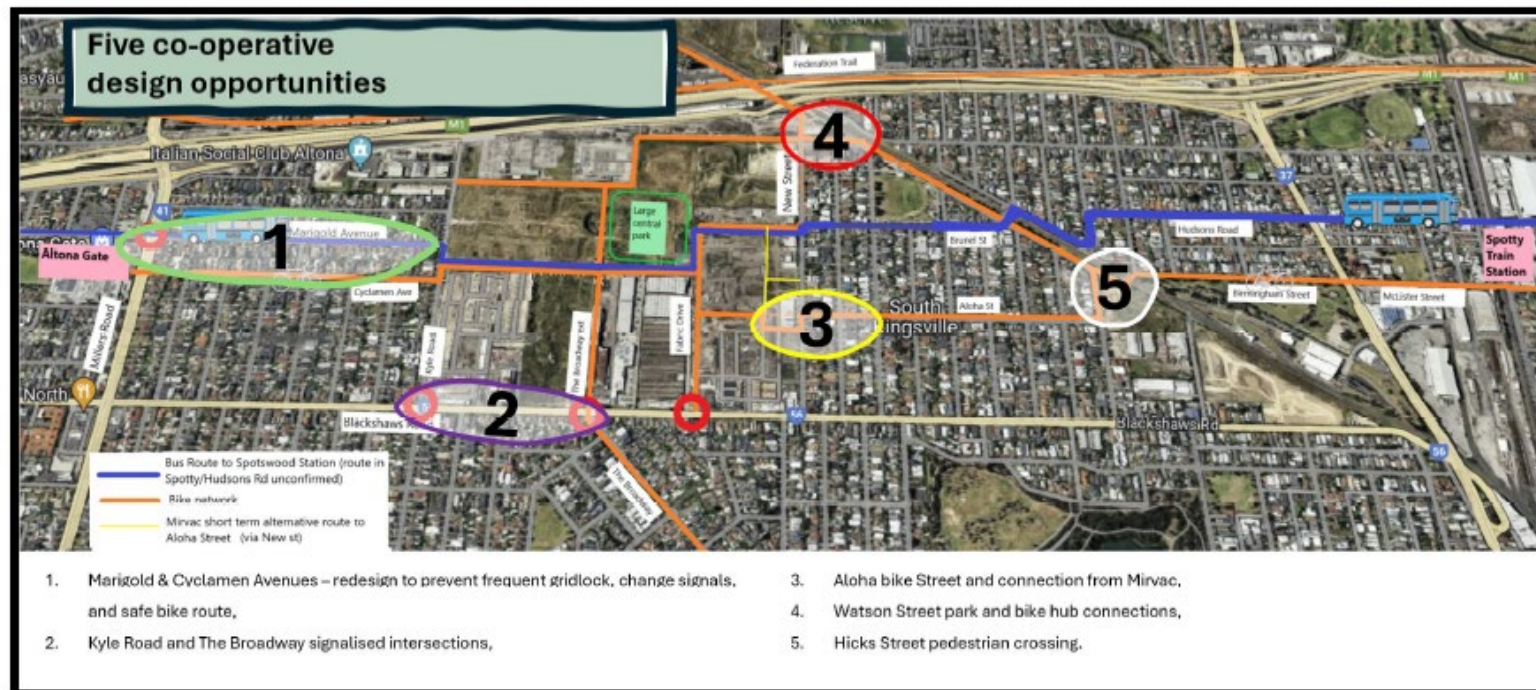 Five co-operative
design opportunities
Federation Trail
M1
M1
M1
Italian Social Club Altona
4
New Street
37
41
Large
central
park
Marigold Avenue
1
Brunel St
Hudsons Road
Altona Gate
Spotty
Train
Station
Cyclamen Ave
5
Birmingham Street
McLister Street
Millers Road
Kyle Road
The Broadway ext
Fabric Drive
3
South
Kingsville
Aloha St
North
2
Blackshaws
56
Blackshaws Rd
56
The Broadway
Bus Route to Spotswood Station (route in
Spotty/Hudsons Rd unconfirmed)
Bike network
Mirvac short term alternative route to
Aloha Street (via New st)
1. Marigold & Cyclamen Avenues – redesign to prevent frequent gridlock, change signals,
and safe bike route,
2. Kyle Road and The Broadway signalised intersections,
3. Aloha bike Street and connection from Mirvac,
4. Watson Street park and bike hub connections,
5. Hicks Street pedestrian crossing.